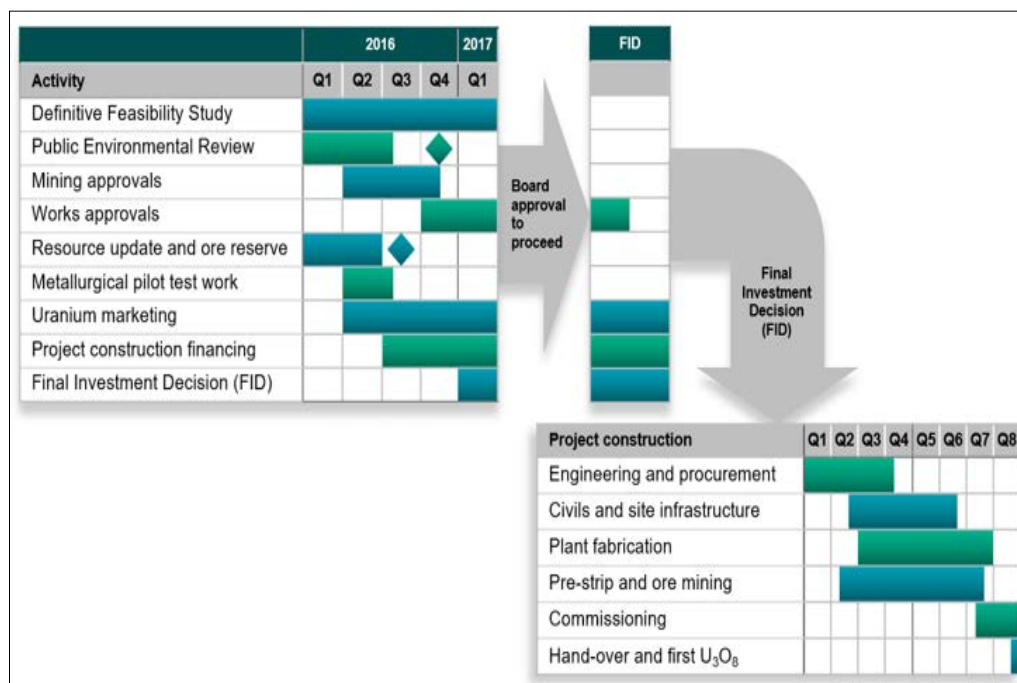 2016 2017
Activity Q1 Q2 Q3 Q4 Q1
Definitive Feasibility Study
Public Environmental Review
Mining approvals
Works approvals
Resource update and ore reserve
Metallurgical pilot test work
Uranium marketing
Project construction financing
Final Investment Decision (FID)
Board
approval
to
proceed
FID
Final
Investment
Decision
(FID)
Project construction Q1 Q2 Q3 Q4 Q5 Q6 Q7 Q8
Engineering and procurement
Civils and site infrastructure
Plant fabrication
Pre-strip and ore mining
Commissioning
Hand-over and first U₃O₈